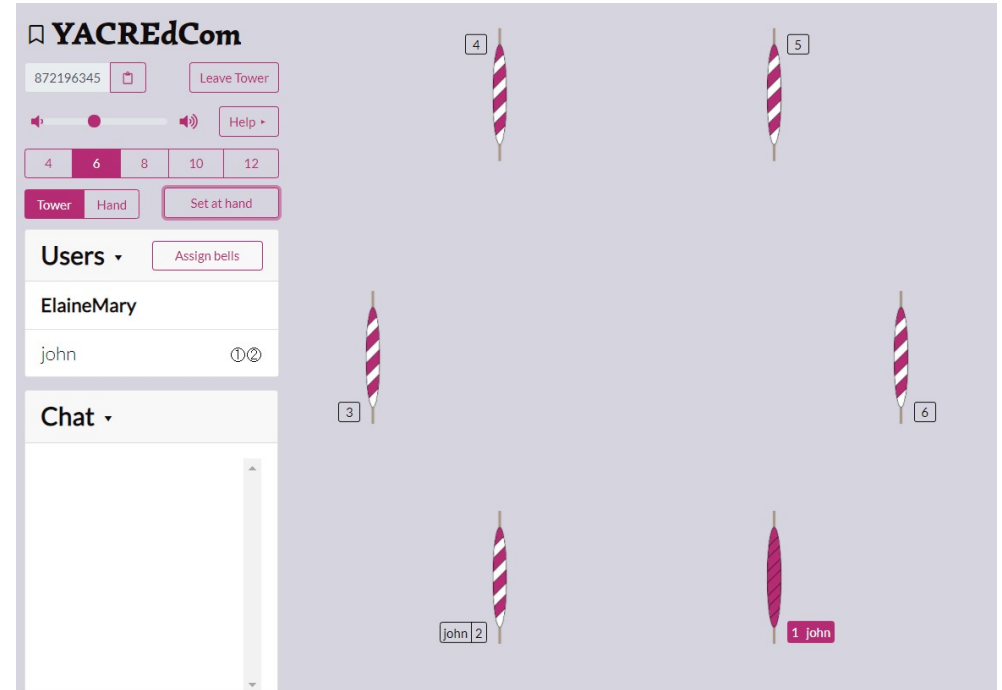 YACREdCom
872196345 Leave Tower
Help ▸
4 6 8 10 12
Tower Hand Set at hand
Users ▾ Assign bells
ElaineMary
john ①②
Chat ▾
4
5
3
6
john 2
1 john